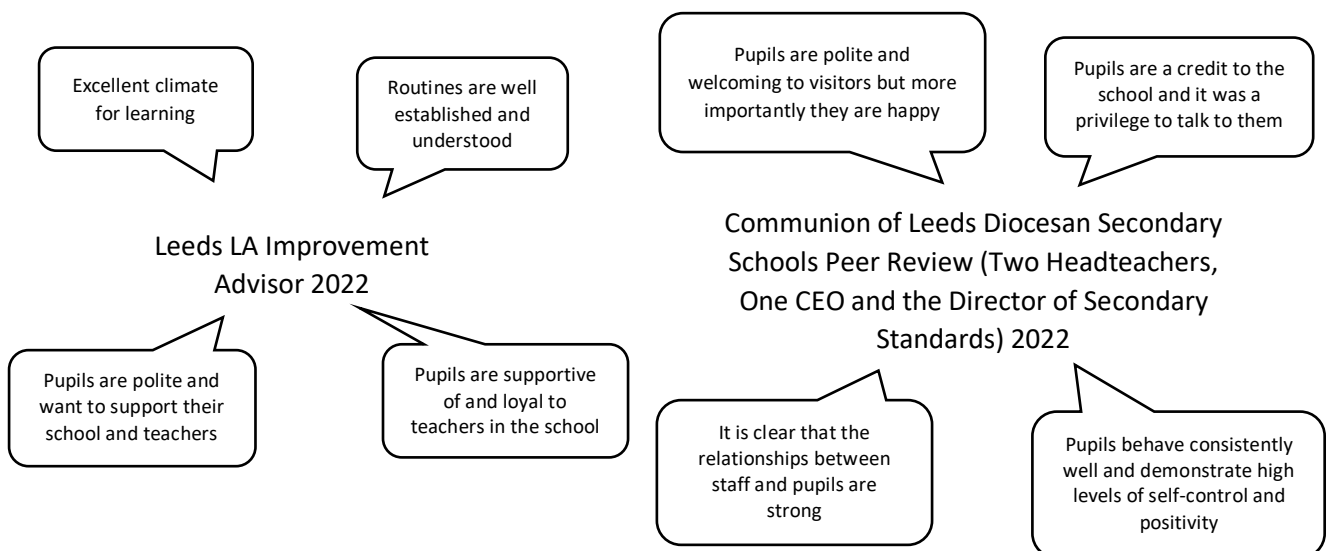 Excellent climate
for learning
Routines are well
established and
understood
Leeds LA Improvement
Advisor 2022
Pupils are polite and
want to support their
school and teachers
Pupils are supportive
of and loyal to
teachers in the school
Pupils are polite and
welcoming to visitors but more
importantly they are happy
Pupils are a credit to the
school and it was a
privilege to talk to them
Communion of Leeds Diocesan Secondary
Schools Peer Review (Two Headteachers,
One CEO and the Director of Secondary
Standards) 2022
It is clear that the
relationships between
staff and pupils are
strong
Pupils behave consistently
well and demonstrate high
levels of self-control and
positivity